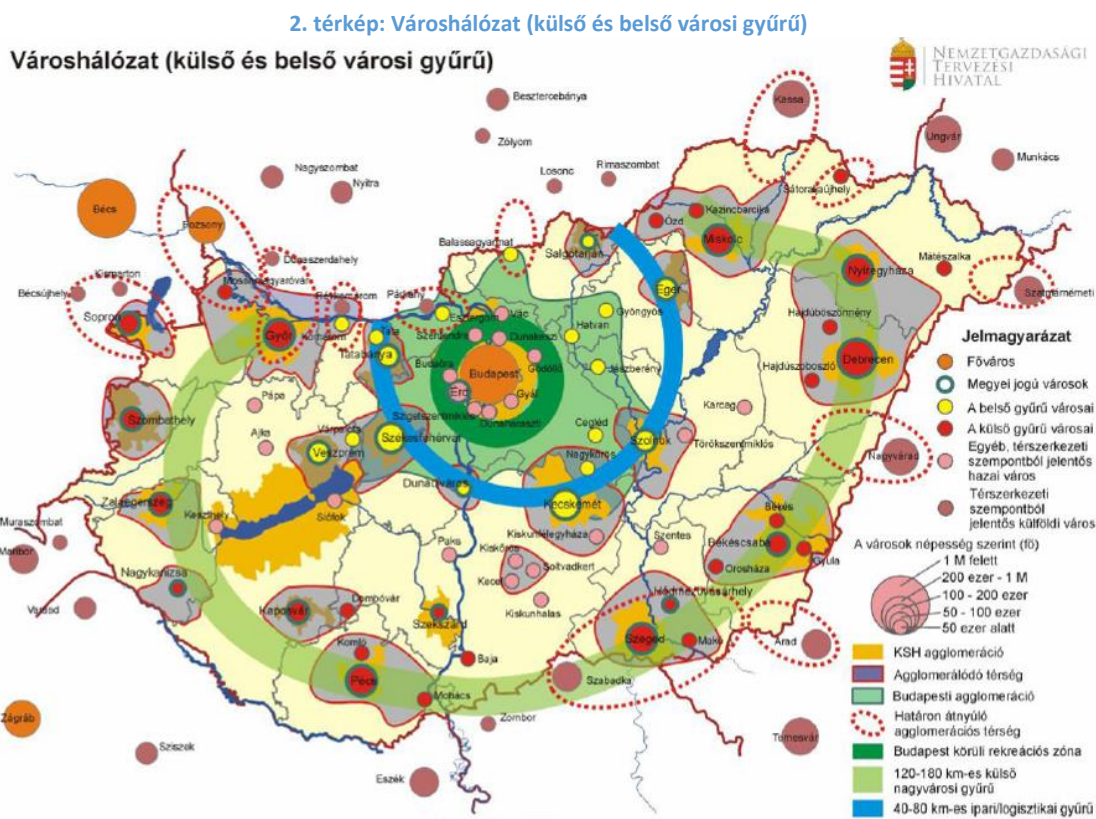 2. térkép: Városhálózat (külső és belső városi gyűrű)
Városhálózat (külső és belső városi gyűrű)
NEMZETGAZDASÁGI
TERVEZÉSI
HIVATAL
Besztercebánya
Kassa
Zólyom
Ungvár
Munkács
Nagyszombat
Nyitra
Losonc
Rimaszombat
Sátoraljaújhely
Bécs
Pozsony
Ózd
Kazincbarcika
Miskolc
Balassagyarmat
Salgótarján
Dunaszerdahely
Mosonmagyaróvár
Kismarton
Bécsújhely
Sopron
Révkomárom
Párkány
Eger
Nyíregyháza
Mátészalka
Szatmárnémeti
Győr
Komárom
Esztergom
Vác
Gyöngyös
Hatvan
Hajdúböszörmény
Tata
Tatabánya
Szentendre
Dunakeszi
Budaörs
Budapest
Gödöllő
Jászberény
Debrecen
Hajdúszoboszló
Érd
Gyál
Szigetszentmiklós
Dunaharaszti
Pápa
Szombathely
Ajka
Várpalota
Székesfehérvár
Veszprém
Cegléd
Szolnok
Karcag
Törökszentmiklós
Nagyvárad
Nagykőrös
Dunaújváros
Kecskemét
Zalaegerszeg
Keszthely
Siófok
Muraszombat
Maribor
Kiskunfélegyháza
Paks
Kiskőrös
Soltvadkert
Kecel
Kiskunhalas
Szentes
Békés
Békéscsaba
Gyula
Orosháza
Nagykanizsa
Varasd
Kaposvár
Dombóvár
Szekszárd
Hódmezővásárhely
Szeged
Makó
Arad
Komló
Pécs
Baja
Mohács
Szabadka
Zombor
Zágráb
Sziszek
Eszék
Temesvár
Jelmagyarázat
Főváros
Megyei jogú városok
A belső gyűrű városai
A külső gyűrű városai
Egyéb, térszerkezeti
szempontból jelentős
hazai város
Térszerkezeti
szempontból
jelentős külföldi város
A városok népesség szerint (fő)
1 M felett
200 ezer - 1 M
100 - 200 ezer
50 - 100 ezer
50 ezer alatt
KSH agglomeráció
Agglomerálódó térség
Budapesti agglomeráció
Határon átnyúló
agglomerációs térség
Budapest körüli rekreációs zóna
120-180 km-es külső
nagyvárosi gyűrű
40-80 km-es ipari/logisztikai gyűrű